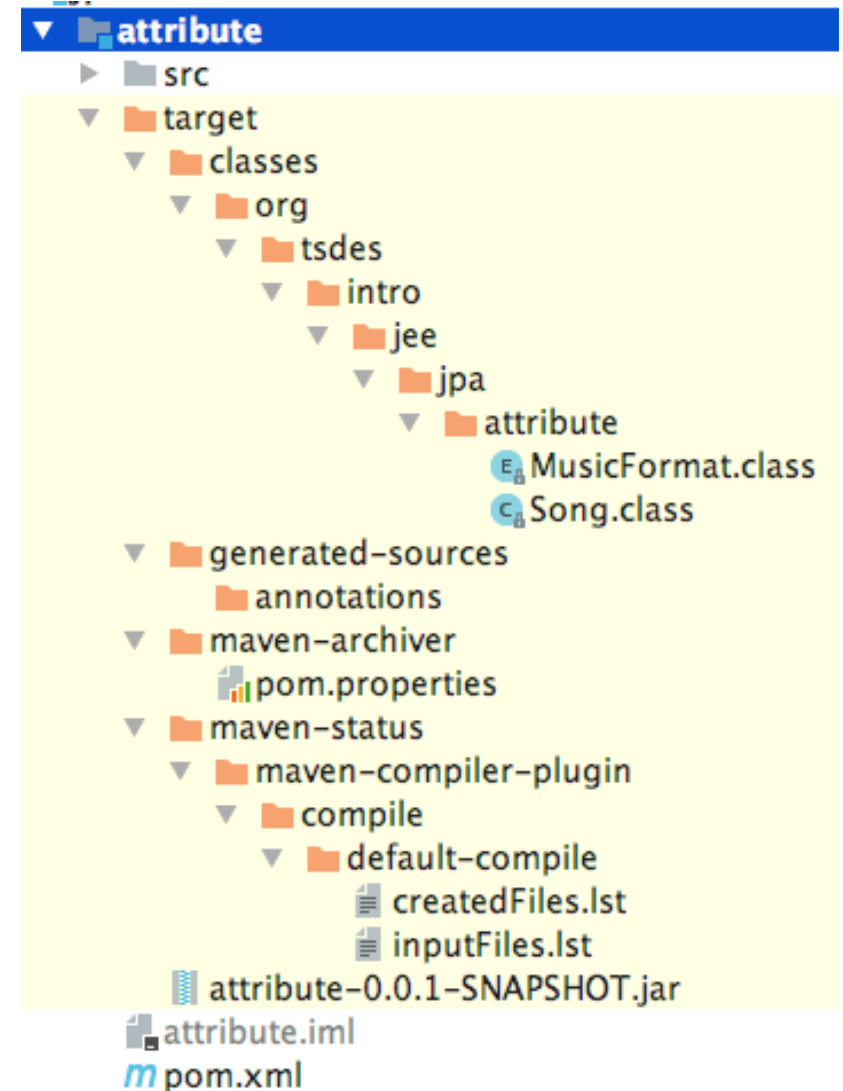 attribute
src
target
classes
org
tsdes
intro
jee
jpa
attribute
E MusicFormat.class
C Song.class
generated-sources
annotations
maven-archiver
pom.properties
maven-status
maven-compiler-plugin
compile
default-compile
createdFiles.lst
inputFiles.lst
attribute-0.0.1-SNAPSHOT.jar
attribute.iml
m pom.xml